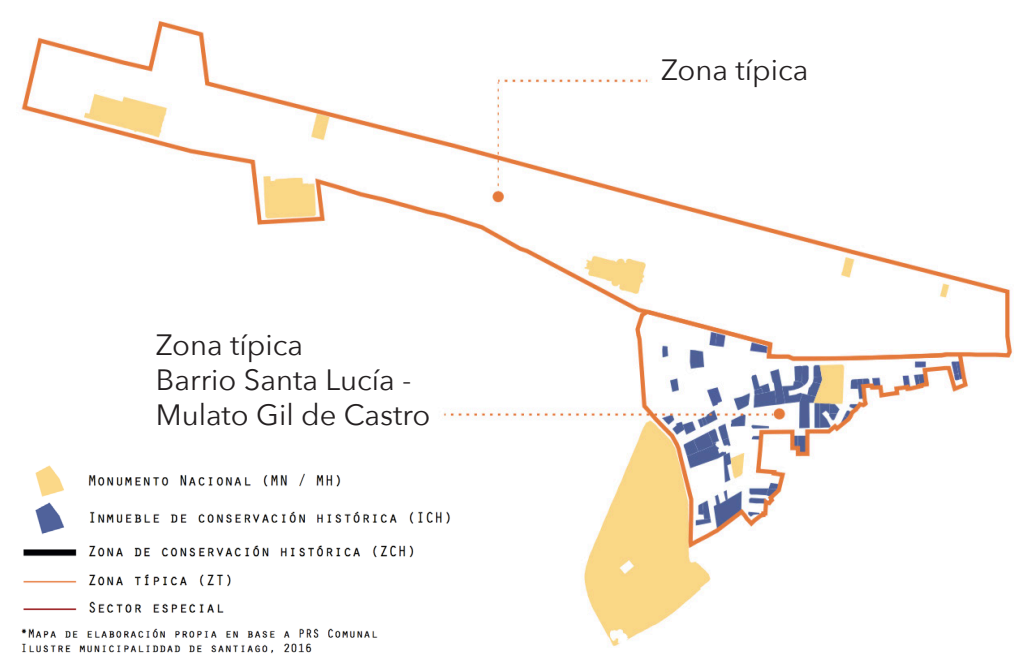 Zona típica
Zona típica
Barrio Santa Lucía -
Mulato Gil de Castro
Monumento Nacional (MN / MH)
Inmueble de conservación histórica (ICH)
Zona de conservación histórica (ZCH)
Zona típica (ZT)
Sector especial
*Mapa de elaboración propia en base a PRS Comunal
Ilustre municipaliddad de santiago, 2016